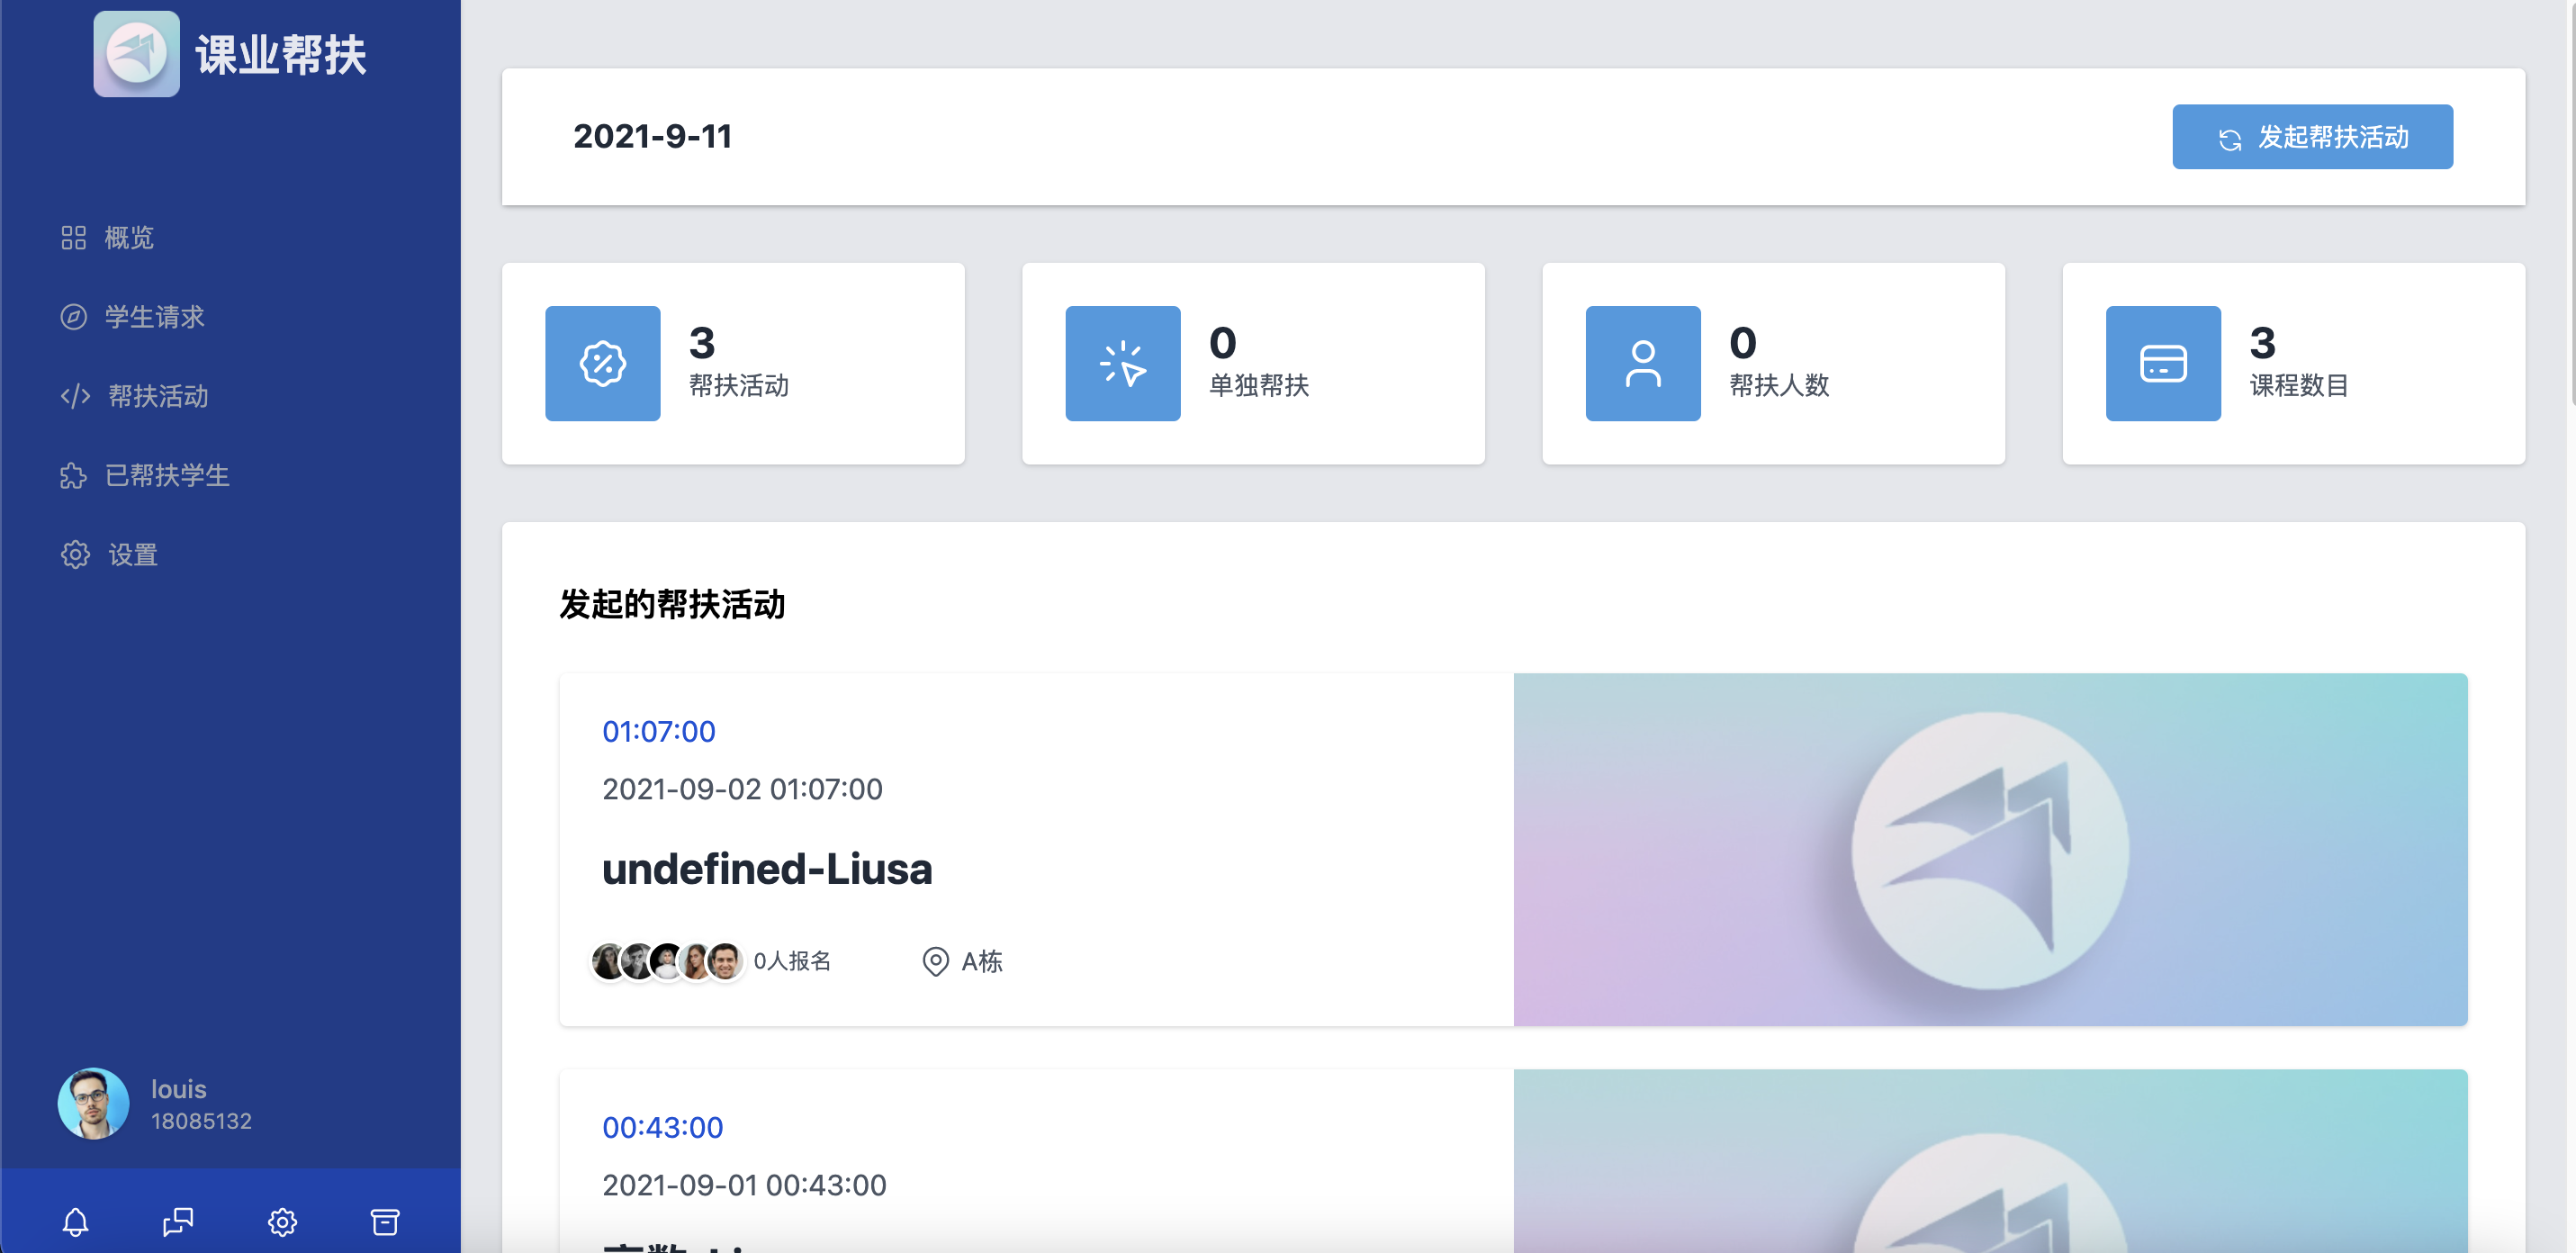 课业帮扶
概览
学生请求
帮扶活动
已帮扶学生
设置
louis
18085132
2021-9-11
发起帮扶活动
3
帮扶活动
0
单独帮扶
0
帮扶人数
3
课程数目
发起的帮扶活动
01:07:00
2021-09-02 01:07:00
undefined-Liusa
0人报名
A栋
00:43:00
2021-09-01 00:43:00